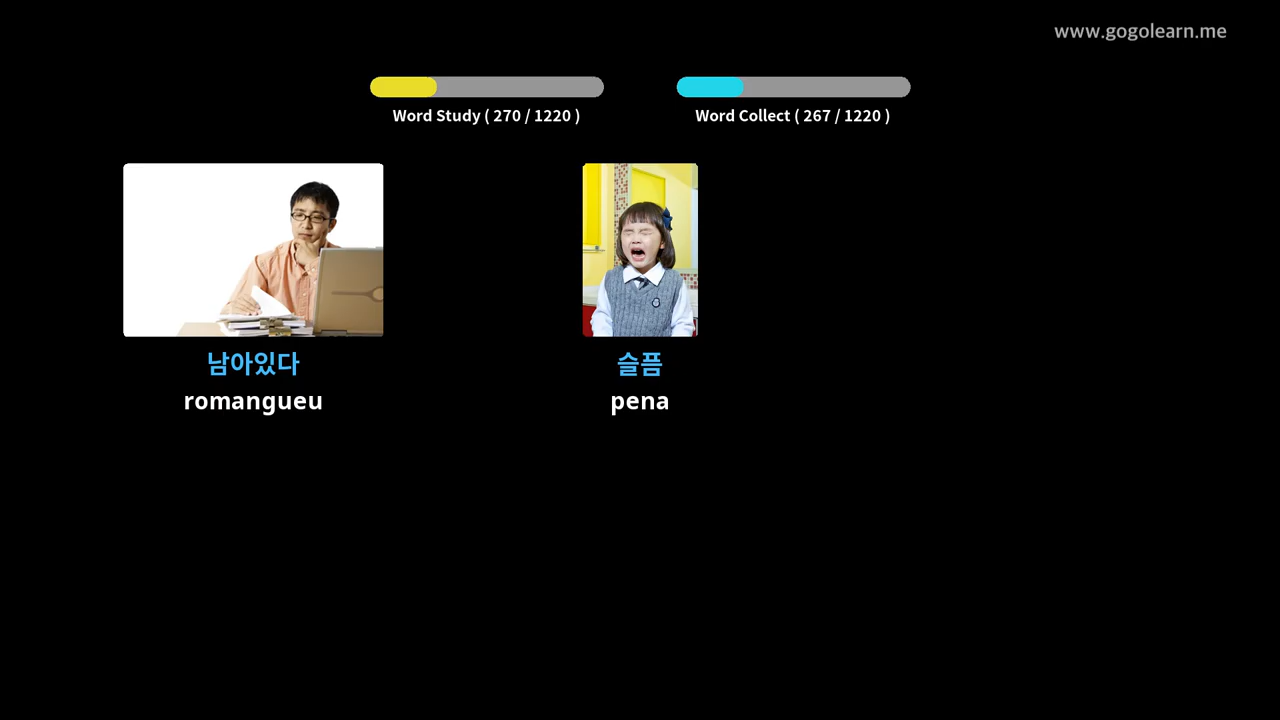 www.gogolearn.me
Word Study ( 270 / 1220 )
Word Collect ( 267 / 1220 )
남아있다
romangueu
슬픔
pena